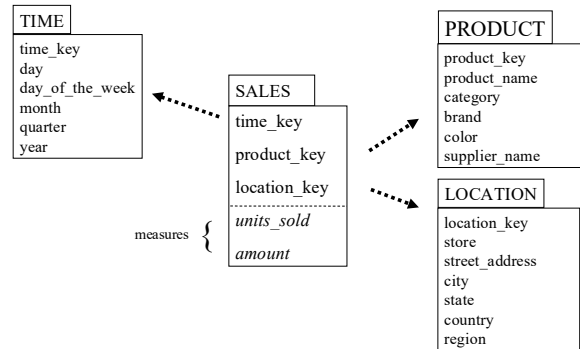 TIME
time_key
day
day_of_the_week
month
quarter
year
SALES
time_key
product_key
location_key
measures {
units_sold
amount
PRODUCT
product_key
product_name
category
brand
color
supplier_name
LOCATION
location_key
store
street_address
city
state
country
region